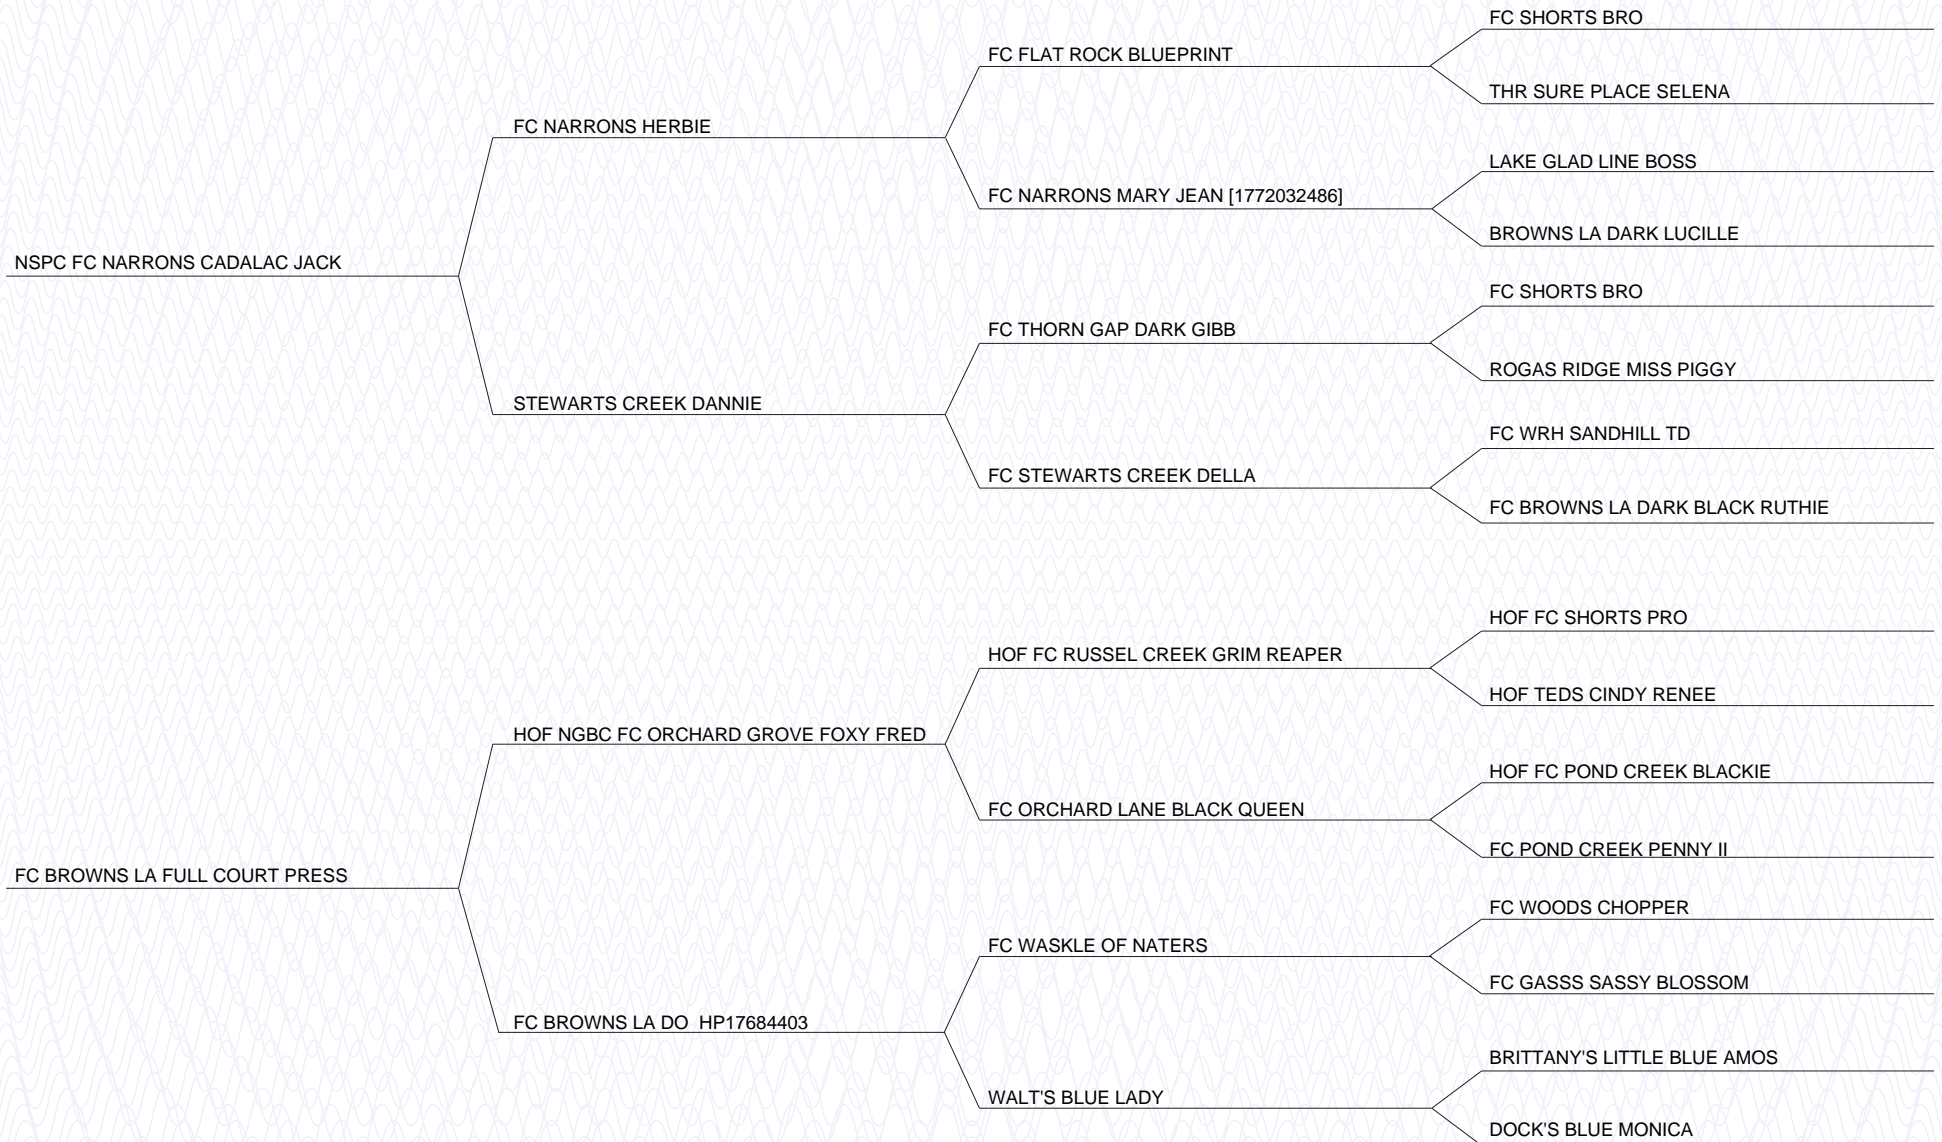 FC SHORTS BRO
FC FLAT ROCK BLUEPRINT
THR SURE PLACE SELENA
FC NARRONS HERBIE
LAKE GLAD LINE BOSS
FC NARRONS MARY JEAN [1772032486]
BROWNS LA DARK LUCILLE
NSPC FC NARRONS CADALAC JACK
FC SHORTS BRO
FC THORN GAP DARK GIBB
ROGAS RIDGE MISS PIGGY
STEWARTS CREEK DANNIE
FC WRH SANDHILL TD
FC STEWARTS CREEK DELLA
FC BROWNS LA DARK BLACK RUTHIE
HOF FC SHORTS PRO
HOF FC RUSSEL CREEK GRIM REAPER
HOF TEDS CINDY RENEE
HOF NGBC FC ORCHARD GROVE FOXY FRED
HOF FC POND CREEK BLACKIE
FC ORCHARD LANE BLACK QUEEN
FC POND CREEK PENNY II
FC BROWNS LA FULL COURT PRESS
FC WOODS CHOPPER
FC WASKLE OF NATERS
FC GASSS SASSY BLOSSOM
FC BROWNS LA DO  HP17684403
BRITTANY'S LITTLE BLUE AMOS
WALT'S BLUE LADY
DOCK'S BLUE MONICA